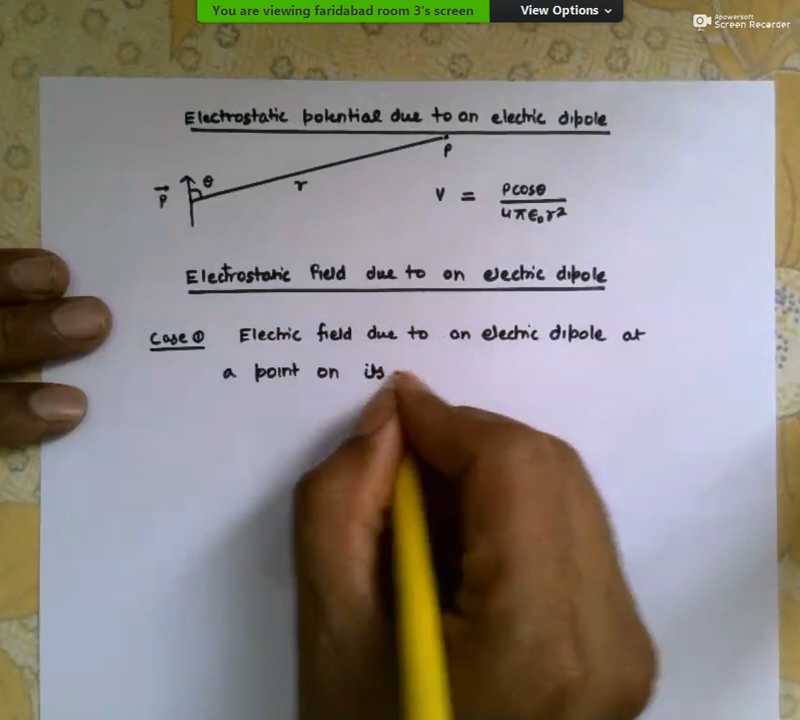 You are viewing faridabad room 3's screen View Options
Apowersoft
Screen Recorder
Electrostatic potential due to an electric dipole
P
θ
r
p⃗
V = pcosθ / 4πϵ₀r²
Electrostatic field due to an electric dipole
Case ① Electric field due to an electric dipole at
a point on its